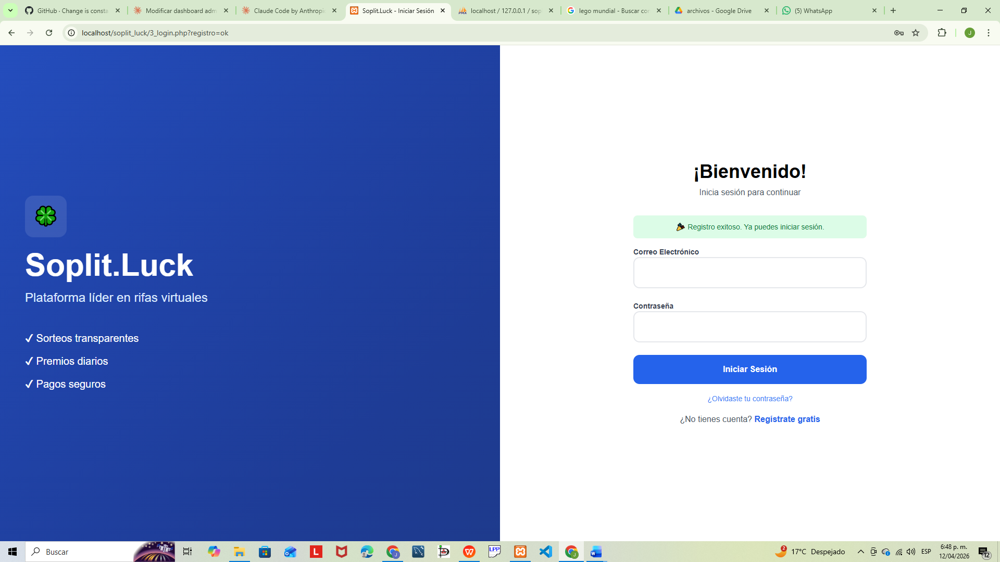 GitHub · Change is consta
Modificar dashboard adm
Claude Code by Anthropic
Soplit.Luck - Iniciar Sesión
localhost / 127.0.0.1 / sop
lego mundial - Buscar con
archivos - Google Drive
(5) WhatsApp
localhost/soplit_luck/3_login.php?registro=ok
J
Soplit.Luck
Plataforma líder en rifas virtuales
✓ Sorteos transparentes
✓ Premios diarios
✓ Pagos seguros
¡Bienvenido!
Inicia sesión para continuar
Registro exitoso. Ya puedes iniciar sesión.
Correo Electrónico
Contraseña
Iniciar Sesión
¿Olvidaste tu contraseña?
¿No tienes cuenta? Regístrate gratis
Buscar
L
LPP
2
17°C Despejado
ESP
6:48 p. m.
12/04/2026
12